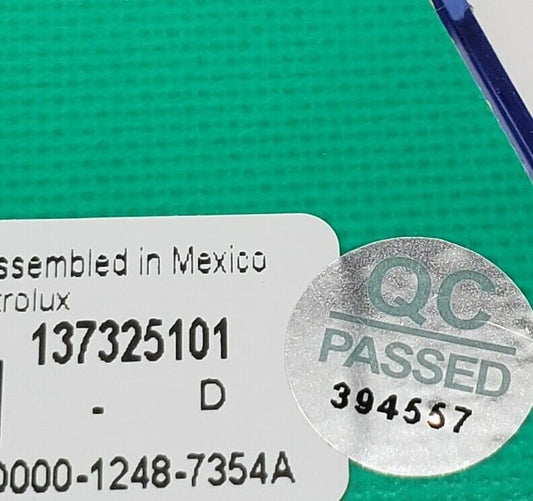 ssembled in Mexico
trolux
137325101
- D
0000-1248-7354A
QC
PASSED
394557